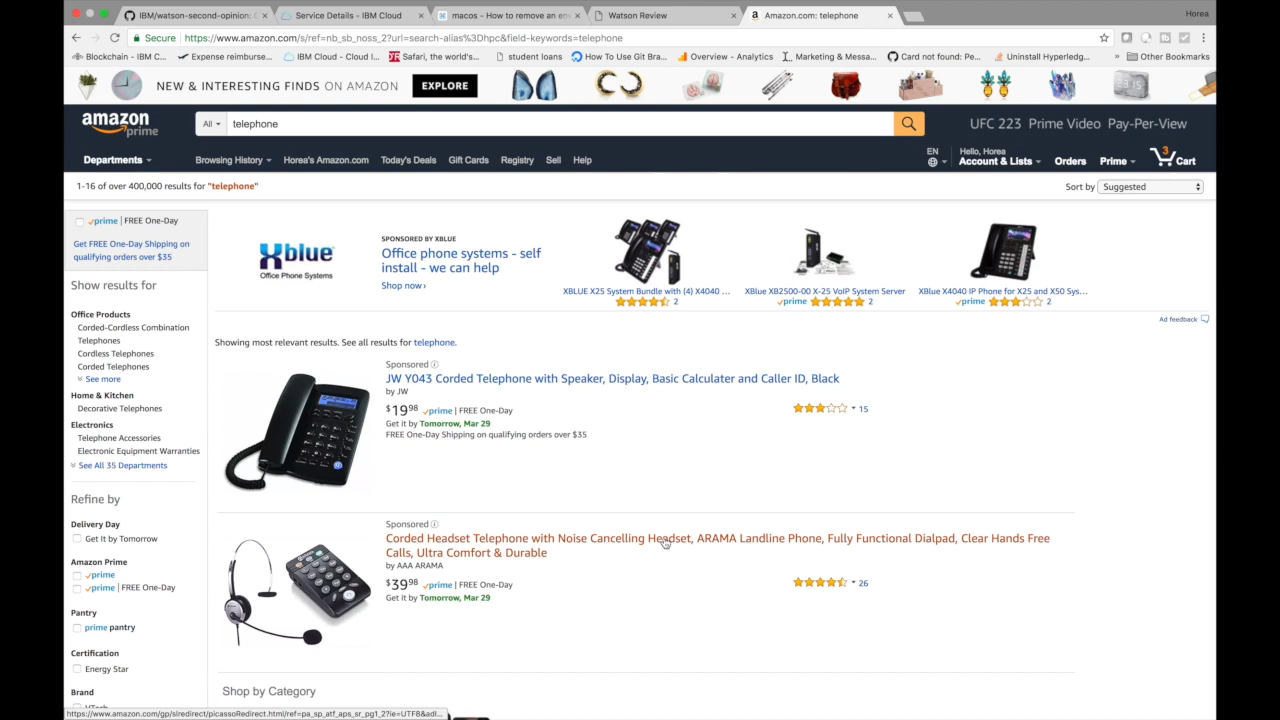 IBM/watson-second-opinion:
Service Details - IBM Cloud
macos - How to remove an en
Watson Review
Amazon.com: telephone
Horea
Secure
https://www.amazon.com/s/ref=nb_sb_noss_2?url=search-alias%3Dhpc&field-keywords=telephone
Blockchain - IBM C...
Expense reimburse...
IBM Cloud - Cloud I...
Safari, the world's...
student loans
How To Use Git Bra...
Overview - Analytics
Marketing & Messa...
Card not found: Pe...
Uninstall Hyperledg...
» Other Bookmarks
NEW & INTERESTING FINDS ON AMAZON
EXPLORE
amazon prime
All
telephone
UFC 223 Prime Video Pay-Per-View
Departments
Browsing History
Horea's Amazon.com
Today's Deals
Gift Cards
Registry
Sell
Help
EN
Hello, Horea
Account & Lists
Orders
Prime
3
Cart
1-16 of over 400,000 results for "telephone"
Sort by Suggested
prime | FREE One-Day
Get FREE One-Day Shipping on
qualifying orders over $35
Show results for
Office Products
Corded-Cordless Combination
Telephones
Cordless Telephones
Corded Telephones
See more
Home & Kitchen
Decorative Telephones
Electronics
Telephone Accessories
Electronic Equipment Warranties
See All 35 Departments
Refine by
Delivery Day
Get It by Tomorrow
Amazon Prime
prime
prime | FREE One-Day
Pantry
prime pantry
Certification
Energy Star
Brand
VTech
Xblue
Office Phone Systems
SPONSORED BY XBLUE
Office phone systems - self
install - we can help
Shop now ›
XBLUE X25 System Bundle with (4) X4040 ...
2
XBlue XB2500-00 X-25 VoIP System Server
prime 2
XBlue X4040 IP Phone for X25 and X50 Sys...
prime 2
Ad feedback
Showing most relevant results. See all results for telephone.
Sponsored
JW Y043 Corded Telephone with Speaker, Display, Basic Calculater and Caller ID, Black
by JW
$19 98 prime | FREE One-Day
15
Get it by Tomorrow, Mar 29
FREE One-Day Shipping on qualifying orders over $35
Sponsored
Corded Headset Telephone with Noise Cancelling Headset, ARAMA Landline Phone, Fully Functional Dialpad, Clear Hands Free
Calls, Ultra Comfort & Durable
by AAA ARAMA
$39 98 prime | FREE One-Day
26
Get it by Tomorrow, Mar 29
Shop by Category
https://www.amazon.com/gp/slredirect/picassoRedirect.html/ref=pa_sp_atf_aps_sr_pg1_2?ie=UTF8&adi...